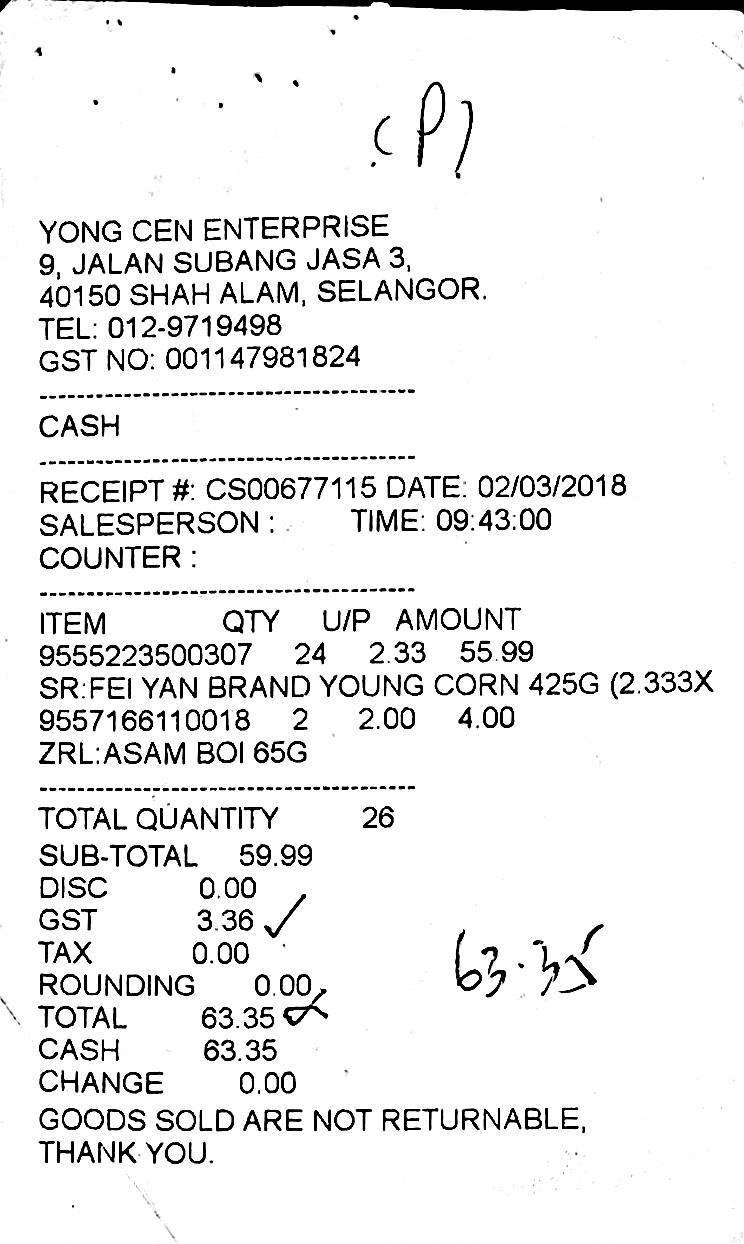 (P)
YONG CEN ENTERPRISE
9, JALAN SUBANG JASA 3,
40150 SHAH ALAM, SELANGOR.
TEL: 012-9719498
GST NO: 001147981824
----------------------------------------
CASH
----------------------------------------
RECEIPT #: CS00677115 DATE: 02/03/2018
SALESPERSON : TIME: 09:43:00
COUNTER :
----------------------------------------
ITEM QTY U/P AMOUNT
9555223500307 24 2.33 55.99
SR:FEI YAN BRAND YOUNG CORN 425G (2.333X
9557166110018 2 2.00 4.00
ZRL:ASAM BOI 65G
----------------------------------------
TOTAL QUANTITY 26
SUB-TOTAL 59.99
DISC 0.00
GST 3.36
TAX 0.00
63.35
ROUNDING 0.00
TOTAL 63.35
CASH 63.35
CHANGE 0.00
GOODS SOLD ARE NOT RETURNABLE,
THANK YOU.